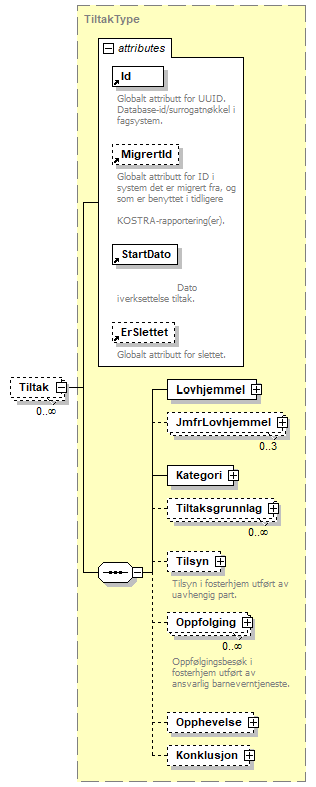 TiltakType
attributes
Id
Globalt attributt for UUID.
Database-id/surrogatnøkkel i
fagsystem.
MigrertId
Globalt attributt for ID i
system det er migrert fra, og
som er benyttet i tidligere
KOSTRA-rapportering(er).
StartDato
Dato
iverksettelse tiltak.
ErSlettet
Globalt attributt for slettet.
Tiltak
0..∞
Lovhjemmel
JmfrLovhjemmel
0..3
Kategori
Tiltaksgrunnlag
0..∞
Tilsyn
Tilsyn i fosterhjem utført av
uavhengig part.
Oppfolging
0..∞
Oppfølgingsbesøk i
fosterhjem utført av
ansvarlig barneverntjeneste.
Opphevelse
Konklusjon